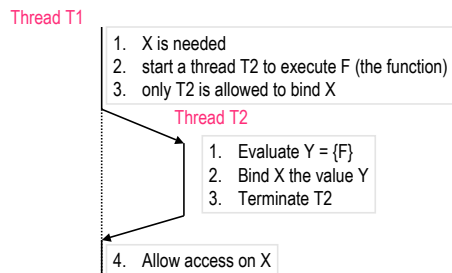 Thread T1
1. X is needed
2. start a thread T2 to execute F (the function)
3. only T2 is allowed to bind X
Thread T2
1. Evaluate Y = {F}
2. Bind X the value Y
3. Terminate T2
4. Allow access on X